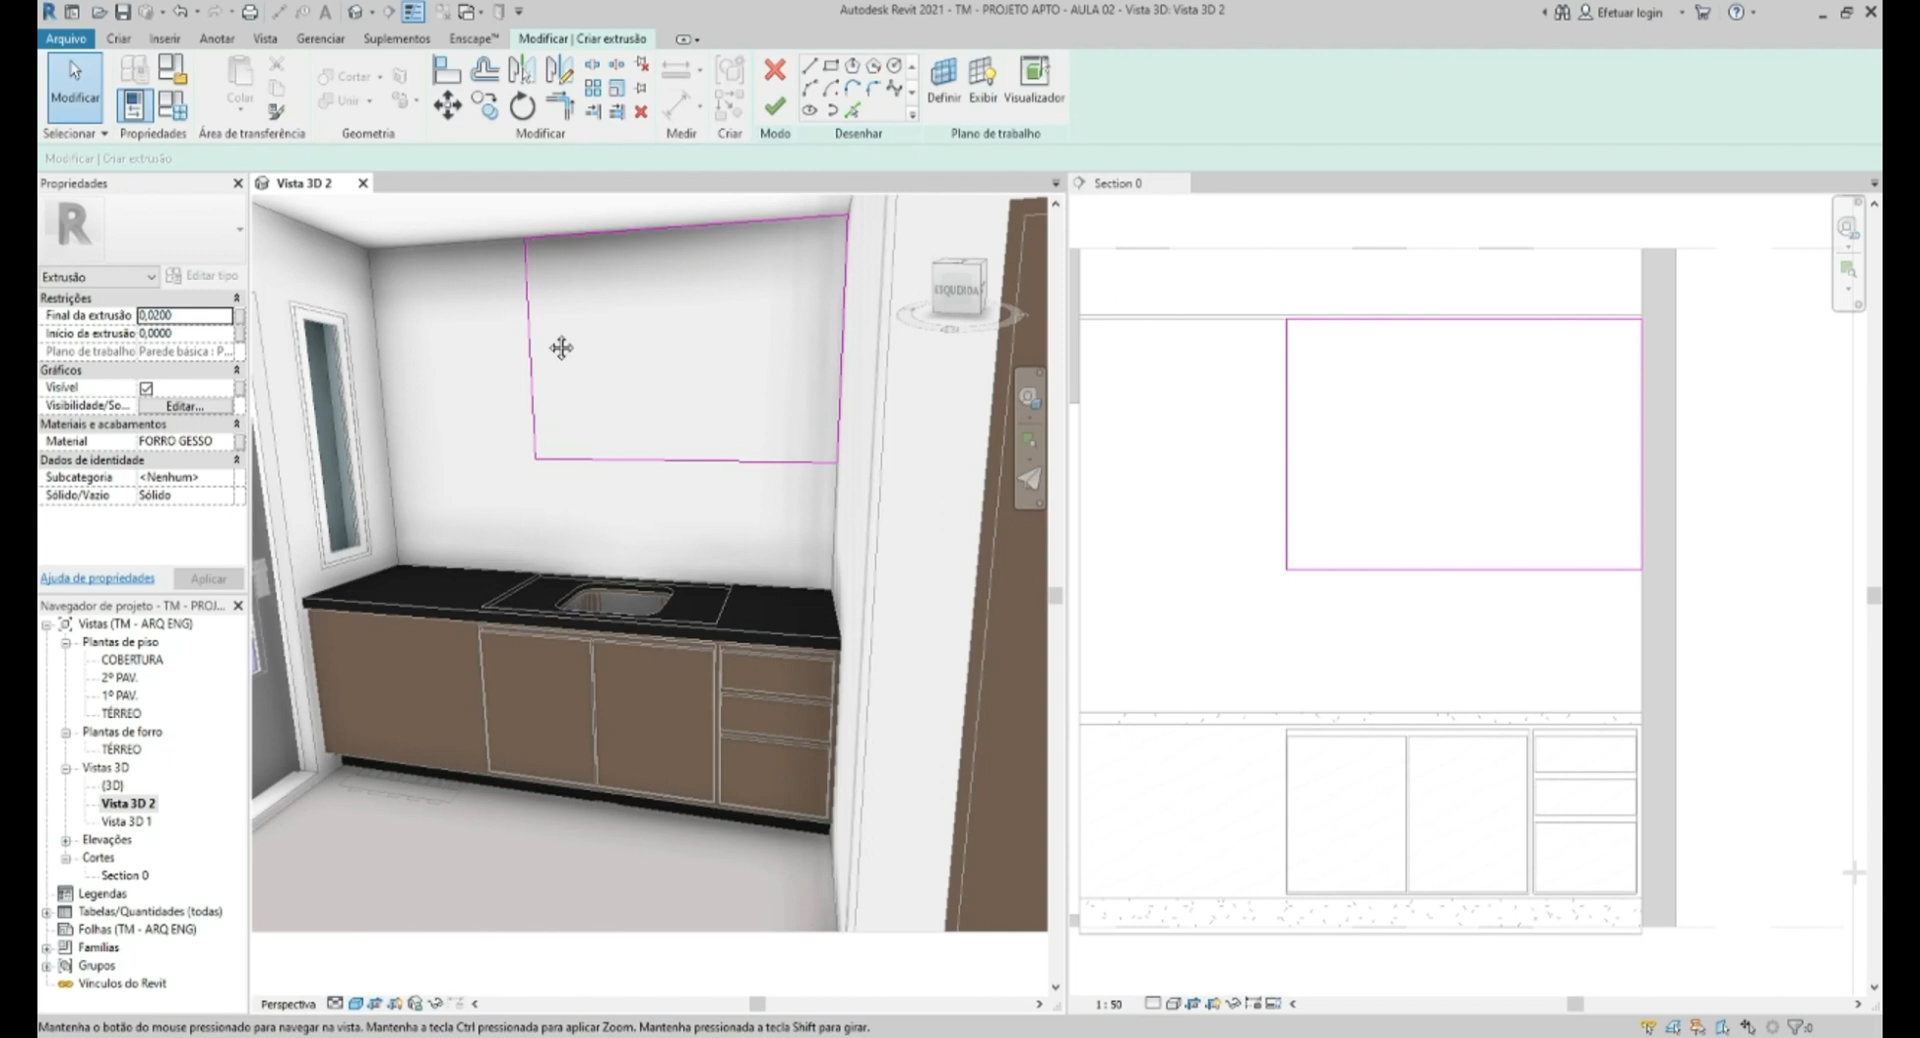 Autodesk Revit 2021 - TM - PROJETO APTO - AULA 02 - Vista 3D: Vista 3D 2
Efetuar login
Arquivo Criar Inserir Anotar Vista Gerenciar Suplementos Enscape™ Modificar | Criar extrusão
Modificar
Colar
Cortar
Unir
Definir Exibir Visualizador
Selecionar Propriedades Área de transferência Geometria Modificar Medir Criar Modo Desenhar Plano de trabalho
Modificar | Criar extrusão
Propriedades
Vista 3D 2
Section 0
R
Extrusão
Editar tipo
Restrições
Final da extrusão 0,0200
Início da extrusão 0,0000
Plano de trabalho Parede básica : P...
Gráficos
Visível
Visibilidade/So... Editar...
Materiais e acabamentos
Material FORRO GESSO
Dados de identidade
Subcategoria <Nenhum>
Sólido/Vazio Sólido
Ajuda de propriedades Aplicar
Navegador de projeto - TM - PROJ...
Vistas (TM - ARQ ENG)
Plantas de piso
COBERTURA
2º PAV.
1º PAV.
TÉRREO
Plantas de forro
TÉRREO
Vistas 3D
{3D}
Vista 3D 2
Vista 3D 1
Elevações
Cortes
Section 0
Legendas
Tabelas/Quantidades (todas)
Folhas (TM - ARQ ENG)
Famílias
Grupos
Vínculos do Revit
ESQUERDA
Perspectiva
1 : 50
Mantenha o botão do mouse pressionado para navegar na vista. Mantenha a tecla Ctrl pressionada para aplicar Zoom. Mantenha pressionada a tecla Shift para girar.
:0